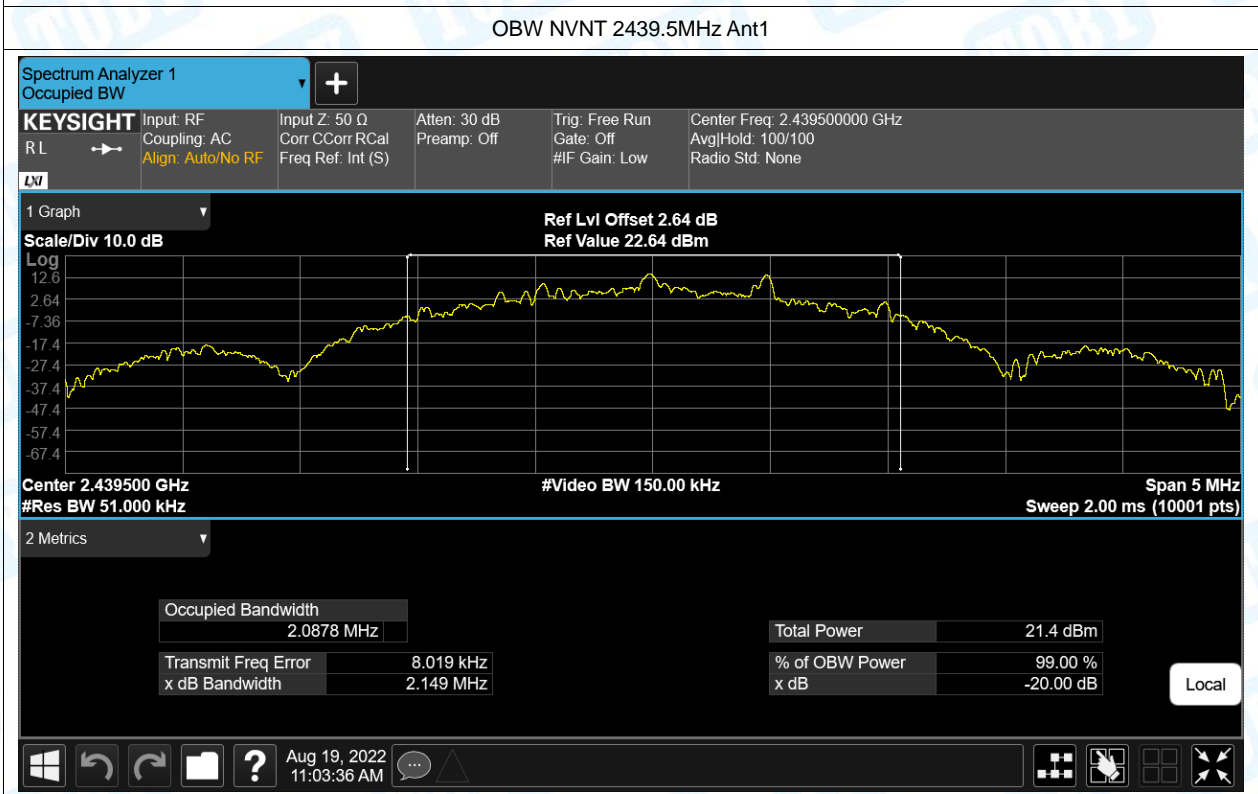 OBW NVNT 2439.5MHz Ant1
Spectrum Analyzer 1
Occupied BW
KEYSIGHT
R L
LXI
Input: RF
Coupling: AC
Align: Auto/No RF
Input Z: 50 Ω
Corr CCorr RCal
Freq Ref: Int (S)
Atten: 30 dB
Preamp: Off
Trig: Free Run
Gate: Off
#IF Gain: Low
Center Freq: 2.439500000 GHz
Avg|Hold: 100/100
Radio Std: None
1 Graph
Scale/Div 10.0 dB
Ref Lvl Offset 2.64 dB
Ref Value 22.64 dBm
Log
12.6
2.64
-7.36
-17.4
-27.4
-37.4
-47.4
-57.4
-67.4
Center 2.439500 GHz
#Video BW 150.00 kHz
Span 5 MHz
#Res BW 51.000 kHz
Sweep 2.00 ms (10001 pts)
2 Metrics
Occupied Bandwidth
2.0878 MHz
Total Power 21.4 dBm
Transmit Freq Error 8.019 kHz
% of OBW Power 99.00 %
x dB Bandwidth 2.149 MHz
x dB -20.00 dB
Local
?
Aug 19, 2022
11:03:36 AM
TOBY